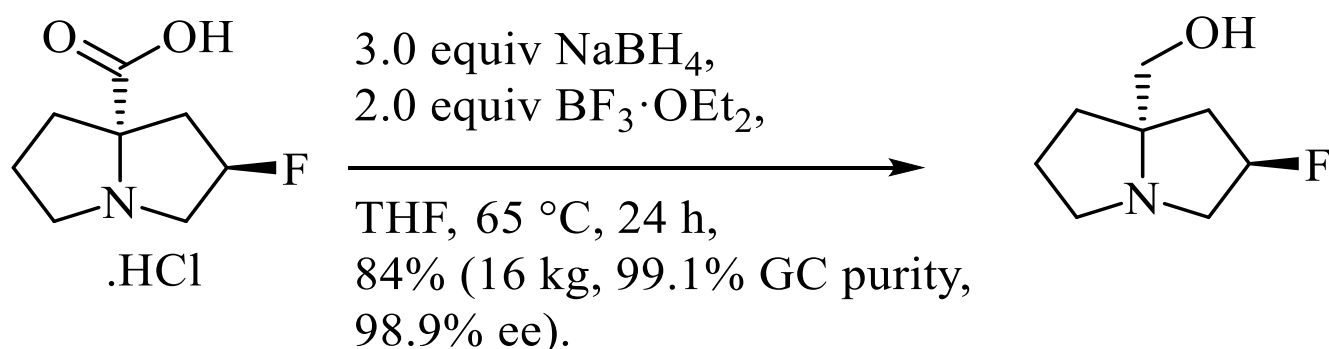 O
OH
N
F
.HCl
3.0 equiv NaBH₄,
2.0 equiv BF₃·OEt₂,
THF, 65 °C, 24 h,
84% (16 kg, 99.1% GC purity,
98.9% ee).
OH
N
F